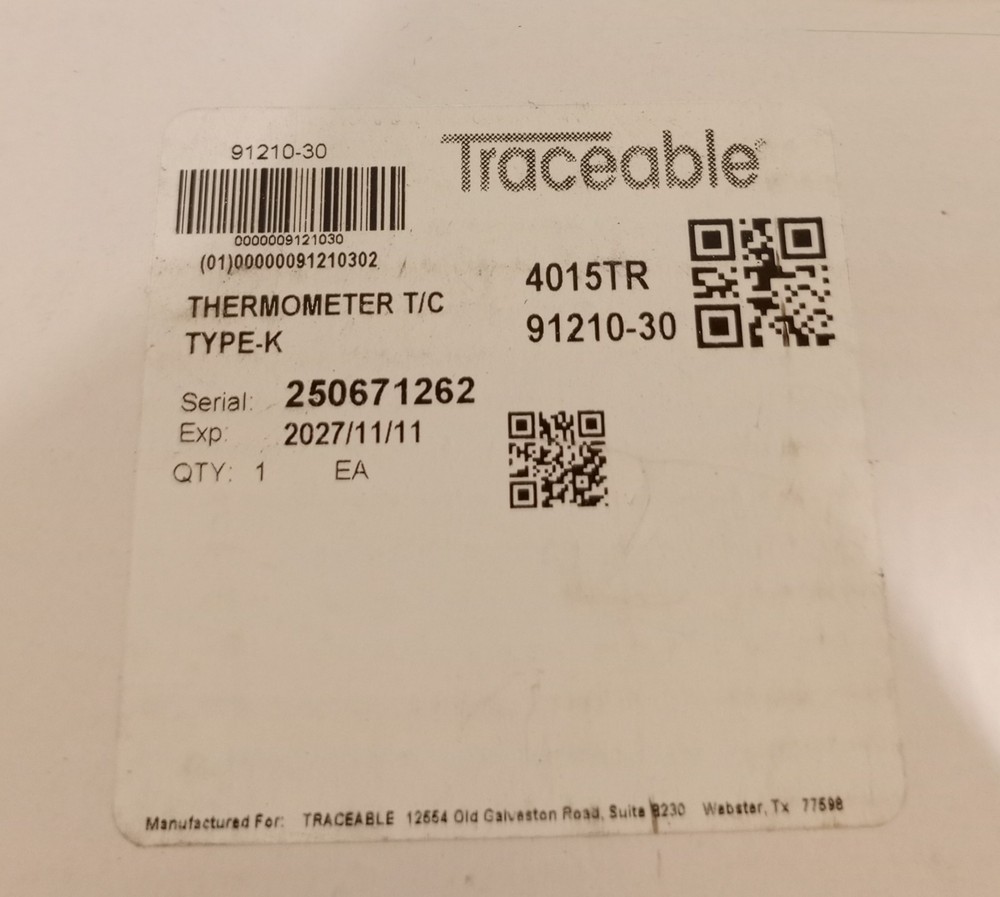 91210-30
Traceable
0000009121030
(01)00000091210302
THERMOMETER T/C
TYPE-K
4015TR
91210-30
Serial: 250671262
Exp: 2027/11/11
QTY: 1 EA
Manufactured For: TRACEABLE 12554 Old Galveston Road, Suite B230 Webster, Tx 77598